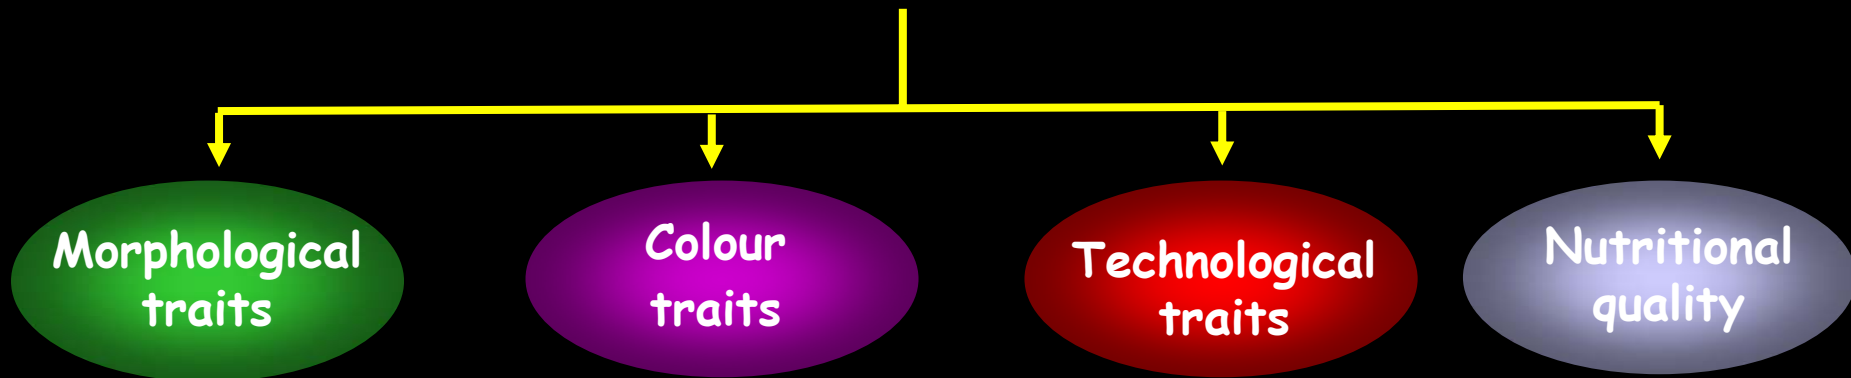 Morphological
traits
Colour
traits
Technological
traits
Nutritional
quality